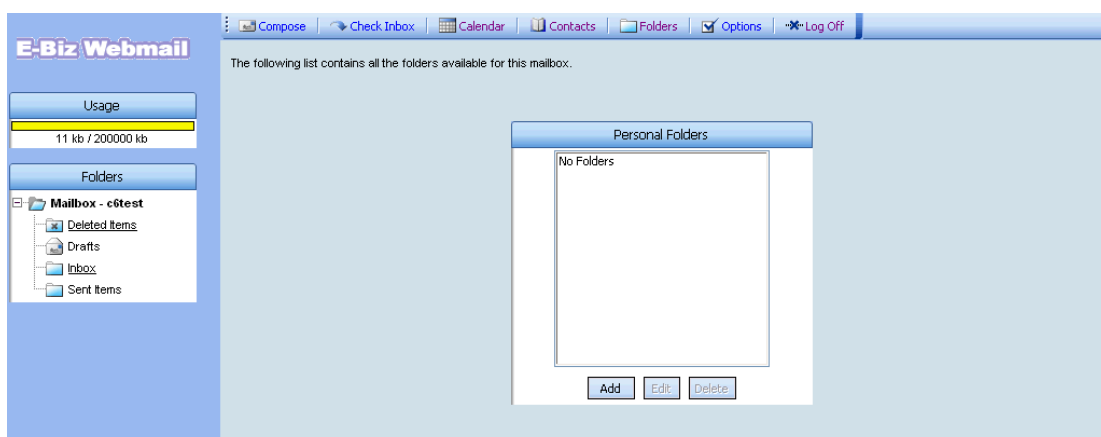 Compose Check Inbox Calendar Contacts Folders Options Log Off
E-Biz Webmail
The following list contains all the folders available for this mailbox.
Usage
11 kb / 200000 kb
Folders
Mailbox - c6test
Deleted Items
Drafts
Inbox
Sent Items
Personal Folders
No Folders
Add Edit Delete